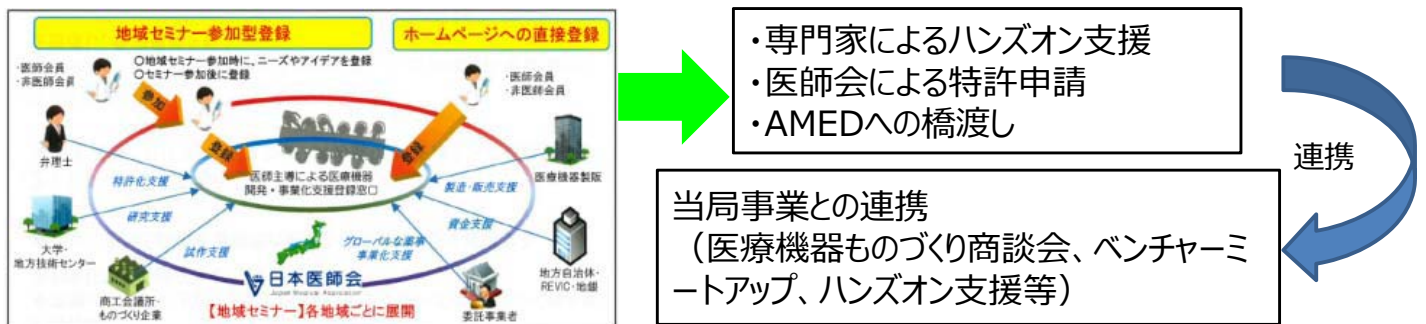 地域セミナー参加型登録
ホームページへの直接登録
○地域セミナー参加時に、ニーズやアイデアを登録
○セミナー参加後に登録
・医師会員
・非医師会員
・医師会員
・非医師会員
参加
登録
登録
弁理士
特許化支援
医師主導による医療機器
開発・事業化支援登録窓口
製造・販売支援
医療機器製販
研究支援
資金支援
大学・
地方技術センター
試作支援
グローバルな薬事
事業化支援
日本医師会
Japan Medical Association
地方自治体・
REVIC・地銀
商工会議所・
ものづくり企業
【地域セミナー】各地域ごとに展開
委託事業者
・専門家によるハンズオン支援
・医師会による特許申請
・AMEDへの橋渡し
連携
当局事業との連携
（医療機器ものづくり商談会、ベンチャーミ
ートアップ、ハンズオン支援等）